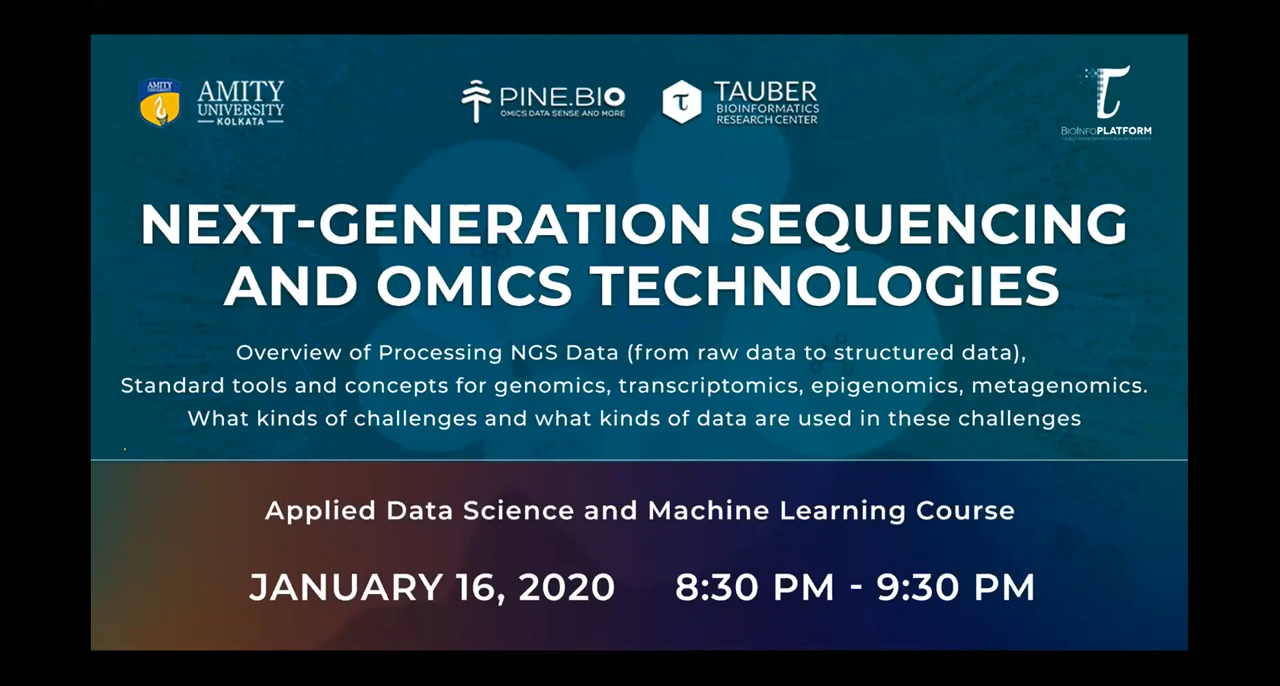 AMITY
AMITY
UNIVERSITY
KOLKATA
PINE.BIO
OMICS DATA SENSE AND MORE
TAUBER
BIOINFORMATICS
RESEARCH CENTER
BIOINFOPLATFORM
NEXT-GENERATION SEQUENCING
AND OMICS TECHNOLOGIES
Overview of Processing NGS Data (from raw data to structured data),
Standard tools and concepts for genomics, transcriptomics, epigenomics, metagenomics.
What kinds of challenges and what kinds of data are used in these challenges
Applied Data Science and Machine Learning Course
JANUARY 16, 2020 8:30 PM - 9:30 PM